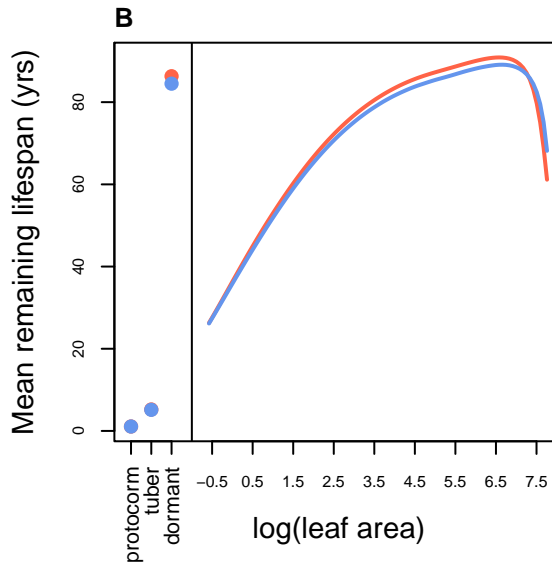 B
Mean remaining lifespan (yrs)
80
60
40
20
0
protocorm
tuber
dormant
−0.5 0.5 1.5 2.5 3.5 4.5 5.5 6.5 7.5
log(leaf area)